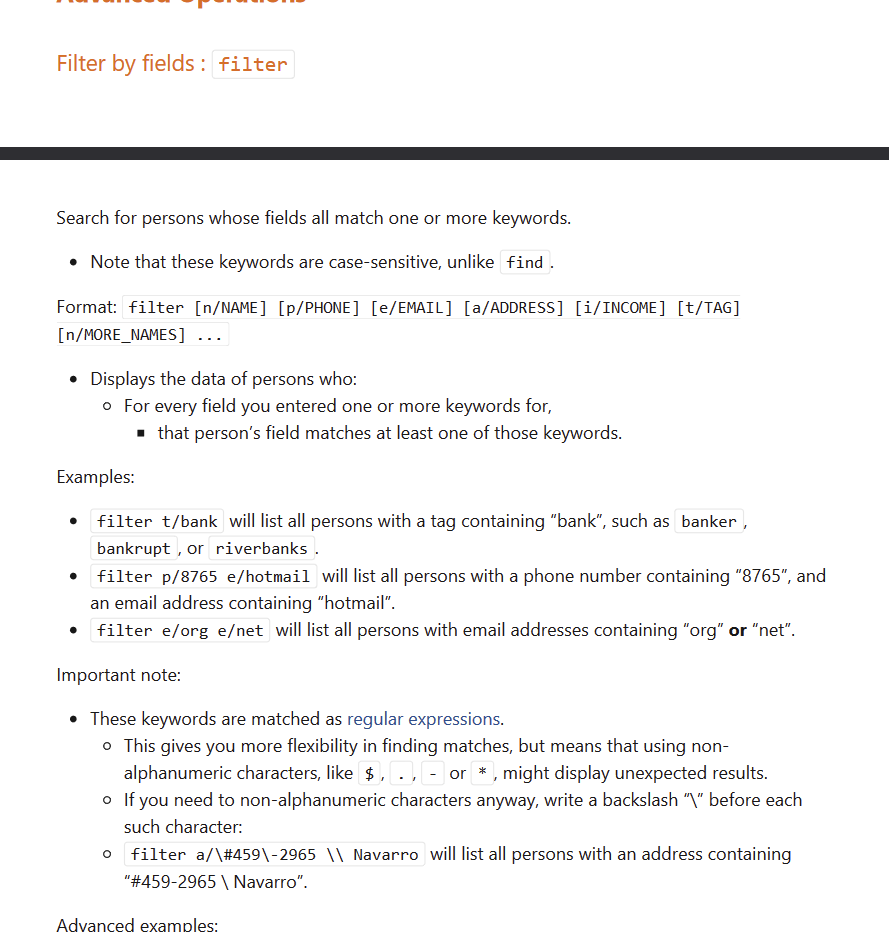 Advanced Operations
Filter by fields : filter
Search for persons whose fields all match one or more keywords.
• Note that these keywords are case-sensitive, unlike find .
Format: filter [n/NAME] [p/PHONE] [e/EMAIL] [a/ADDRESS] [i/INCOME] [t/TAG]
[n/MORE_NAMES] ...
• Displays the data of persons who:
○ For every field you entered one or more keywords for,
▪ that person’s field matches at least one of those keywords.
Examples:
• filter t/bank will list all persons with a tag containing “bank”, such as banker ,
bankrupt , or riverbanks .
• filter p/8765 e/hotmail will list all persons with a phone number containing “8765”, and
an email address containing “hotmail”.
• filter e/org e/net will list all persons with email addresses containing “org” or “net”.
Important note:
• These keywords are matched as regular expressions.
○ This gives you more flexibility in finding matches, but means that using non-
alphanumeric characters, like $ , . , - or * , might display unexpected results.
○ If you need to non-alphanumeric characters anyway, write a backslash “\” before each
such character:
○ filter a/\#459\-2965 \\ Navarro will list all persons with an address containing
“#459-2965 \ Navarro”.
Advanced examples: